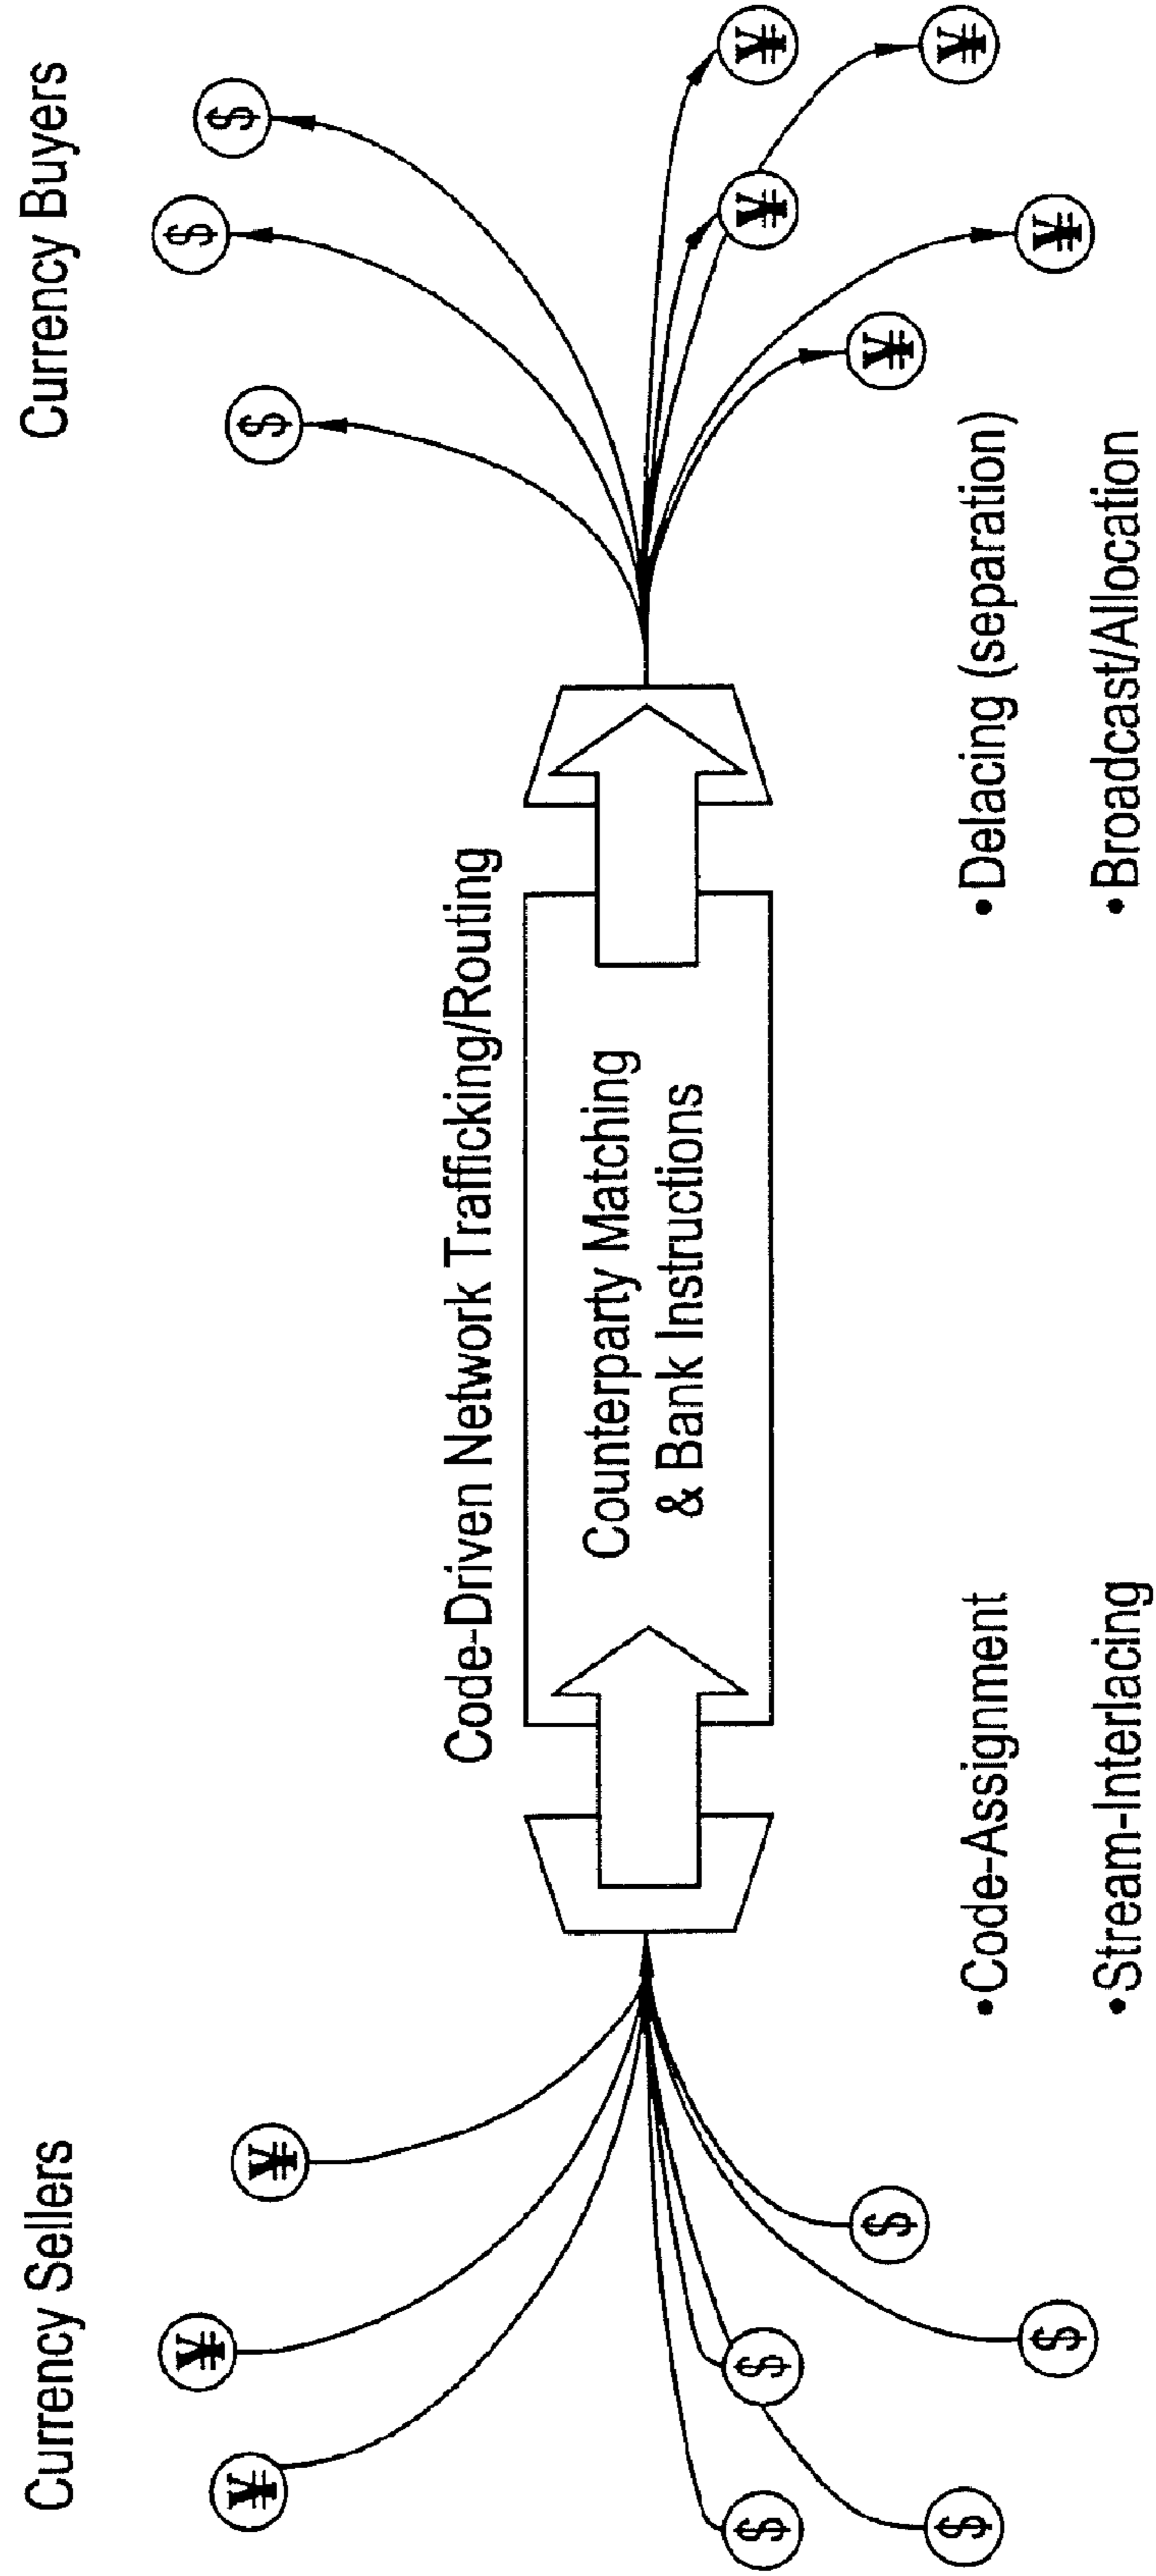 Currency Sellers
Currency Buyers
¥
¥
¥
$
$
$
$
$
Code-Driven Network Trafficking/Routing
Counterparty Matching
& Bank Instructions
$
$
$
¥
¥
¥
¥
¥
•Code-Assignment
•Stream-Interlacing
•Delacing (separation)
•Broadcast/Allocation